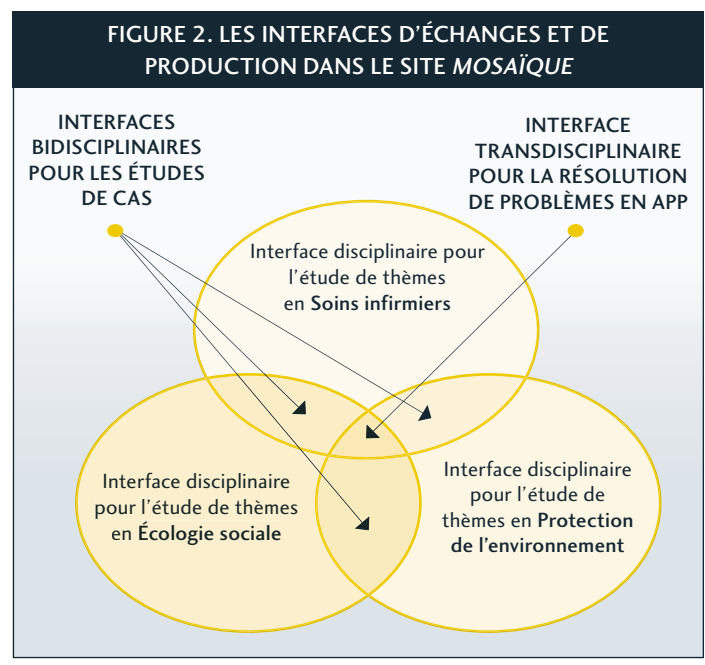 FIGURE 2. LES INTERFACES D'ÉCHANGES ET DE
PRODUCTION DANS LE SITE MOSAÏQUE
INTERFACES
BIDISCIPLINAIRES
POUR LES ÉTUDES
DE CAS
INTERFACE
TRANSDISCIPLINAIRE
POUR LA RÉSOLUTION
DE PROBLÈMES EN APP
Interface disciplinaire pour
l'étude de thèmes
en Soins infirmiers
Interface disciplinaire
pour l'étude de thèmes
en Écologie sociale
Interface disciplinaire
pour l'étude de
thèmes en Protection
de l'environnement